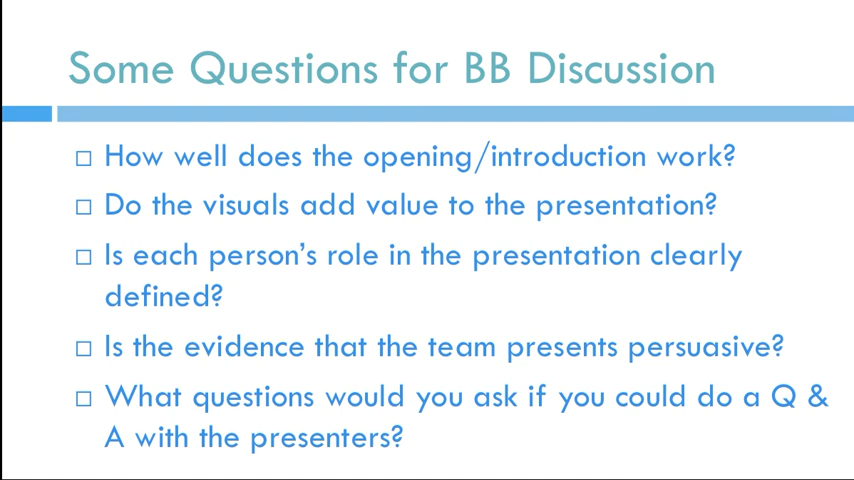 Some Questions for BB Discussion
How well does the opening/introduction work?
Do the visuals add value to the presentation?
Is each person’s role in the presentation clearly
defined?
Is the evidence that the team presents persuasive?
What questions would you ask if you could do a Q &
A with the presenters?